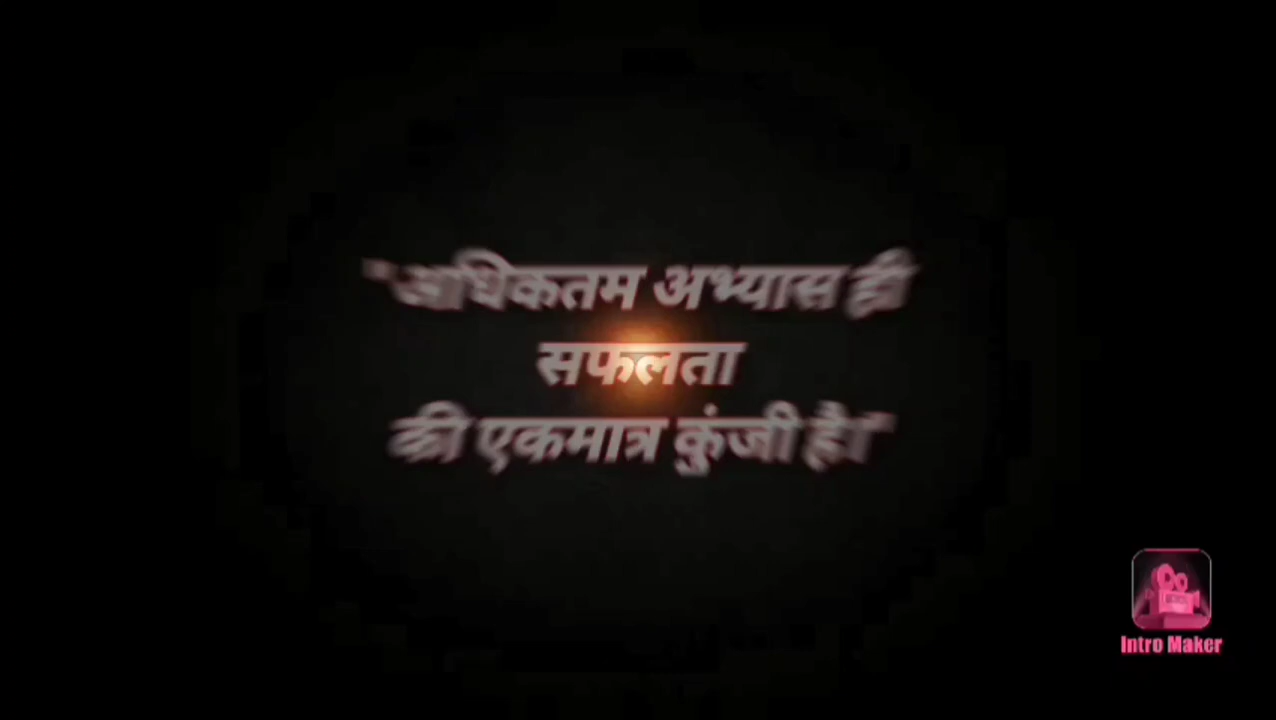 "अधिकतम अभ्यास ही
सफलता
की एकमात्र कुंजी है।"
Intro Maker